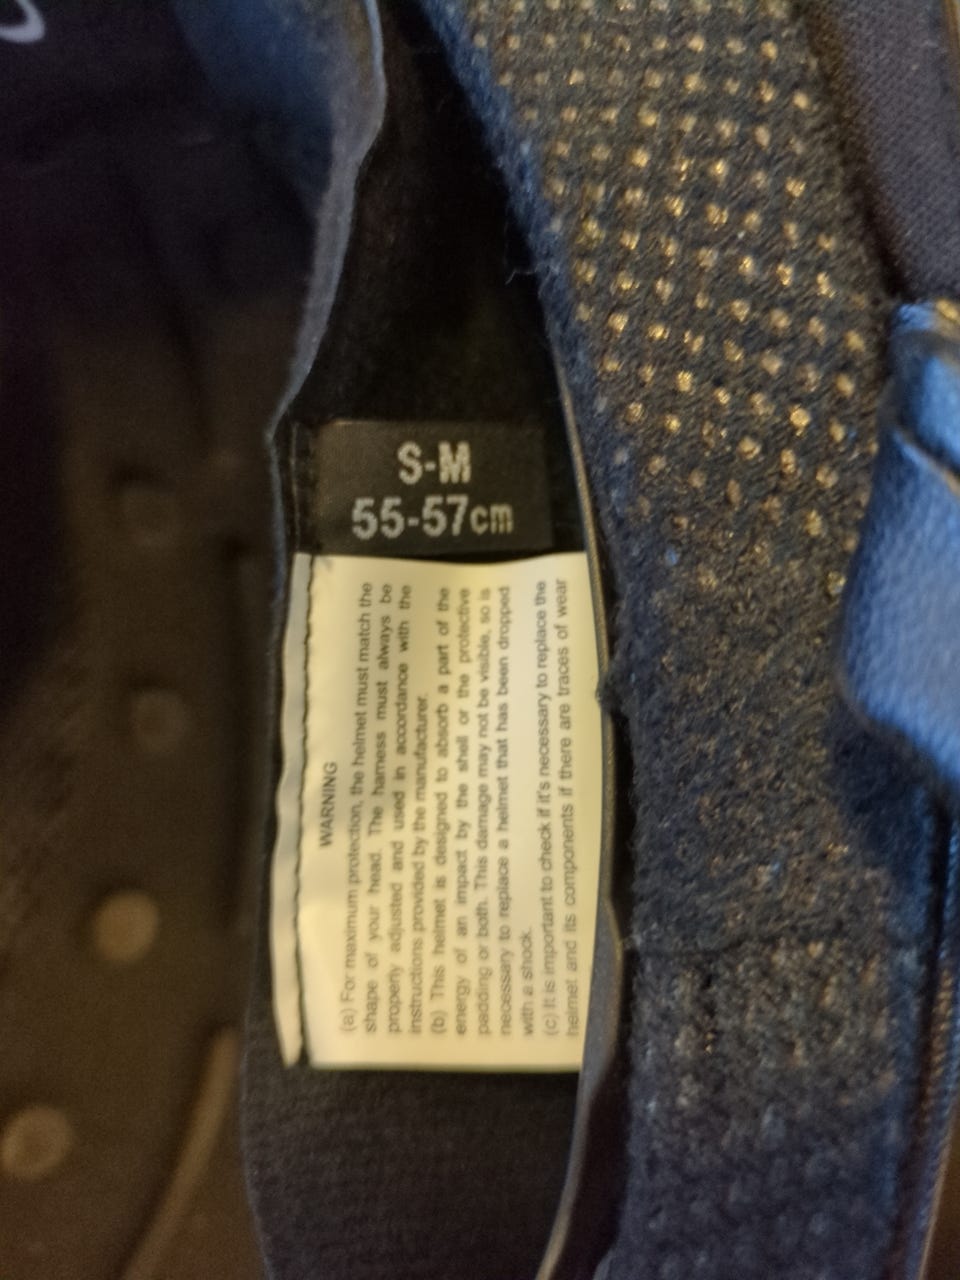 S-M
55-57cm
WARNING
(a) For maximum protection, the helmet must match the
shape of your head. The harness must always be
properly adjusted and used in accordance with the
instructions provided by the manufacturer.
(b) This helmet is designed to absorb a part of the
energy of an impact by the shell or the protective
padding or both. This damage may not be visible, so is
necessary to replace a helmet that has been dropped
with a shock.
(c) It is important to check if it's necessary to replace the
helmet and its components if there are traces of wear